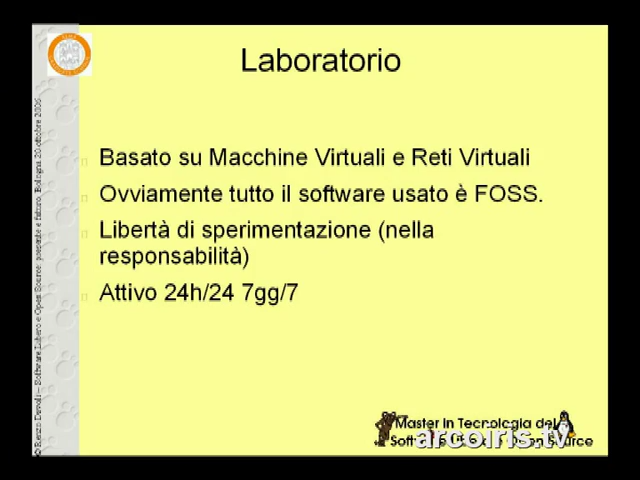 Laboratorio
Basato su Macchine Virtuali e Reti Virtuali
Ovviamente tutto il software usato è FOSS.
Libertà di sperimentazione (nella
responsabilità)
Attivo 24h/24 7gg/7
© Renzo Davoli – Software Libero e Open Source: presente e futuro. Bologna 20 ottobre 2006
Master in Tecnologia del
Software Libero e Open Source
arcoiris.tv